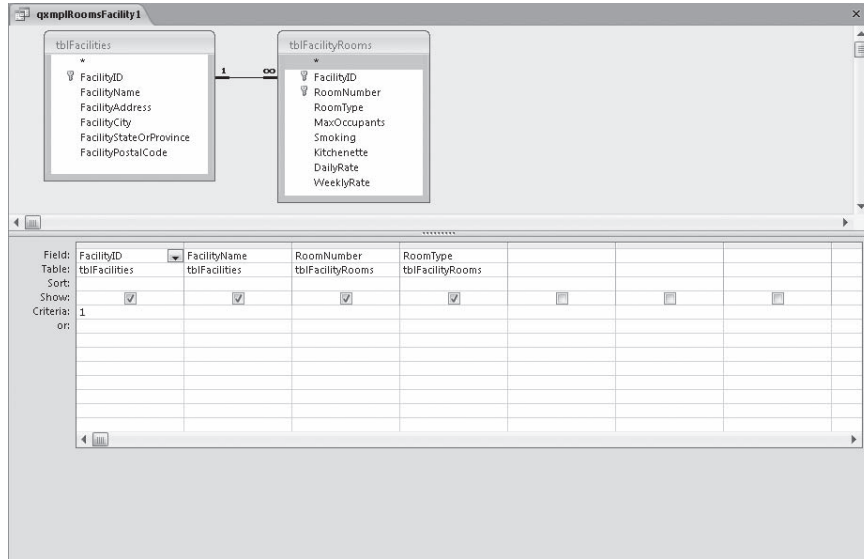 qxmplRoomsFacility1
tblFacilities
*
FacilityID
FacilityName
FacilityAddress
FacilityCity
FacilityStateOrProvince
FacilityPostalCode
1 ∞
tblFacilityRooms
*
FacilityID
RoomNumber
RoomType
MaxOccupants
Smoking
Kitchenette
DailyRate
WeeklyRate
Field: FacilityID FacilityName RoomNumber RoomType
Table: tblFacilities tblFacilities tblFacilityRooms tblFacilityRooms
Sort:
Show:
Criteria: 1
or: